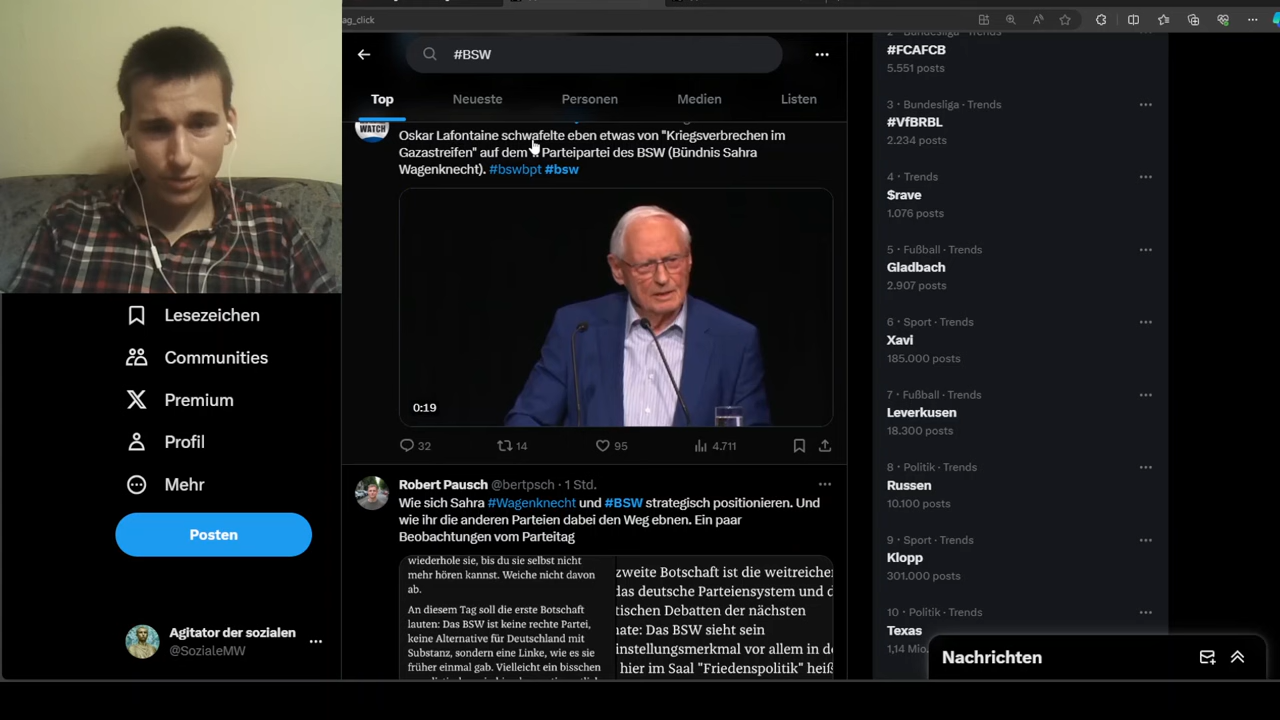 ag_click
#BSW
Top
Neueste
Personen
Medien
Listen
WATCH
Oskar Lafontaine schwafelte eben etwas von "Kriegsverbrechen im
Gazastreifen" auf dem Parteipartei des BSW (Bündnis Sahra
Wagenknecht). #bswbpt #bsw
0:19
32
14
95
4.711
Robert Pausch @bertpsch · 1 Std.
Wie sich Sahra #Wagenknecht und #BSW strategisch positionieren. Und
wie ihr die anderen Parteien dabei den Weg ebnen. Ein paar
Beobachtungen vom Parteitag
wiederhole sie, bis du sie selbst nicht
mehr hören kannst. Weiche nicht davon
ab.
An diesem Tag soll die erste Botschaft
lauten: Das BSW ist keine rechte Partei,
keine Alternative für Deutschland mit
Substanz, sondern eine Linke, wie es sie
früher einmal gab. Vielleicht ein bisschen
zweite Botschaft ist die weitreicher
das deutsche Parteiensystem und d
tischen Debatten der nächsten
nate: Das BSW sieht sein
instellungsmerkmal vor allem in de
hier im Saal "Friedenspolitik" heiß
Lesezeichen
Communities
Premium
Profil
Mehr
Posten
Agitator der sozialen
@SozialeMW
2 · Bundesliga · Trends
#FCAFCB
5.551 posts
3 · Bundesliga · Trends
#VfBRBL
2.234 posts
4 · Trends
$rave
1.076 posts
5 · Fußball · Trends
Gladbach
2.907 posts
6 · Sport · Trends
Xavi
185.000 posts
7 · Fußball · Trends
Leverkusen
18.300 posts
8 · Politik · Trends
Russen
10.100 posts
9 · Sport · Trends
Klopp
301.000 posts
10 · Politik · Trends
Texas
1,14 Mio.
Nachrichten